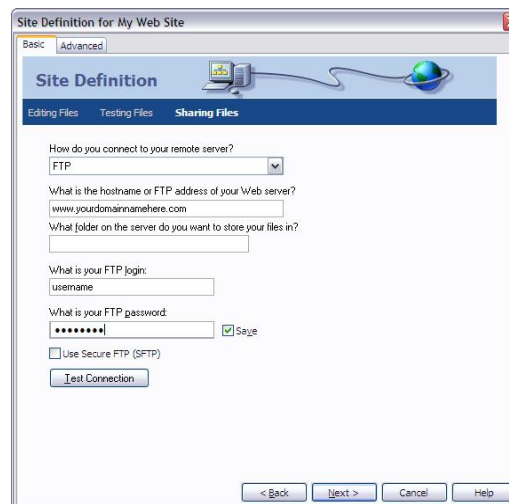 Site Definition for My Web Site
Basic Advanced
Site Definition
Editing Files Testing Files Sharing Files
How do you connect to your remote server?
FTP
What is the hostname or FTP address of your Web server?
www.yourdomainnamehere.com
What folder on the server do you want to store your files in?
What is your FTP login:
username
What is your FTP password:
●●●●●●●● Save
Use Secure FTP (SFTP)
Test Connection
< Back Next > Cancel Help